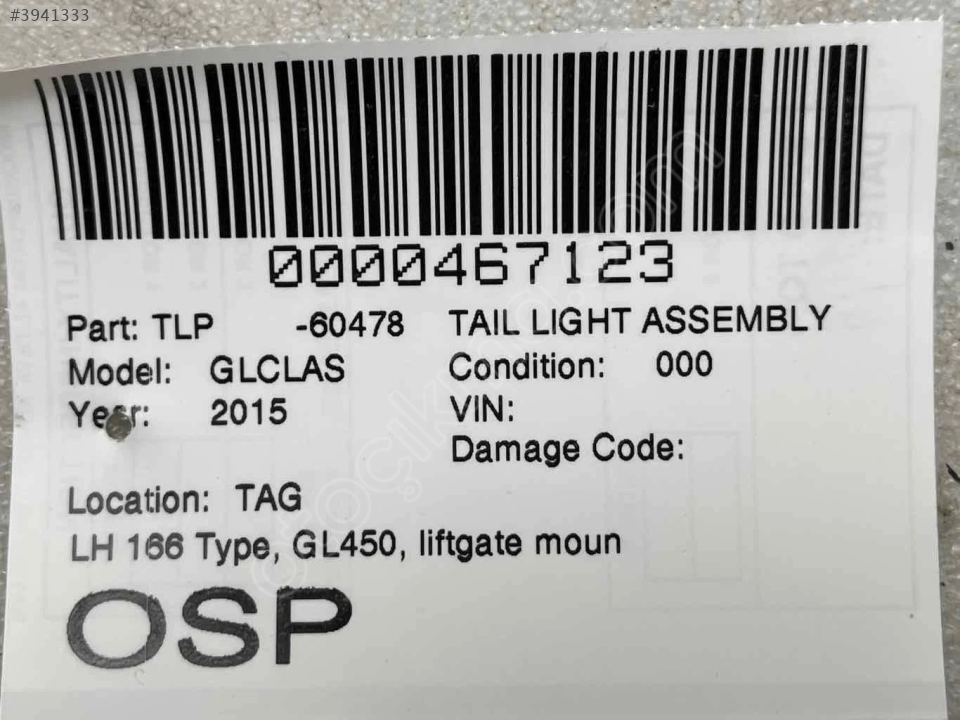 #3941333
0000467123
Part: TLP -60478 TAIL LIGHT ASSEMBLY
Model: GLCLAS Condition: 000
Year: 2015 VIN:
Damage Code:
Location: TAG
LH 166 Type, GL450, liftgate moun
OSP